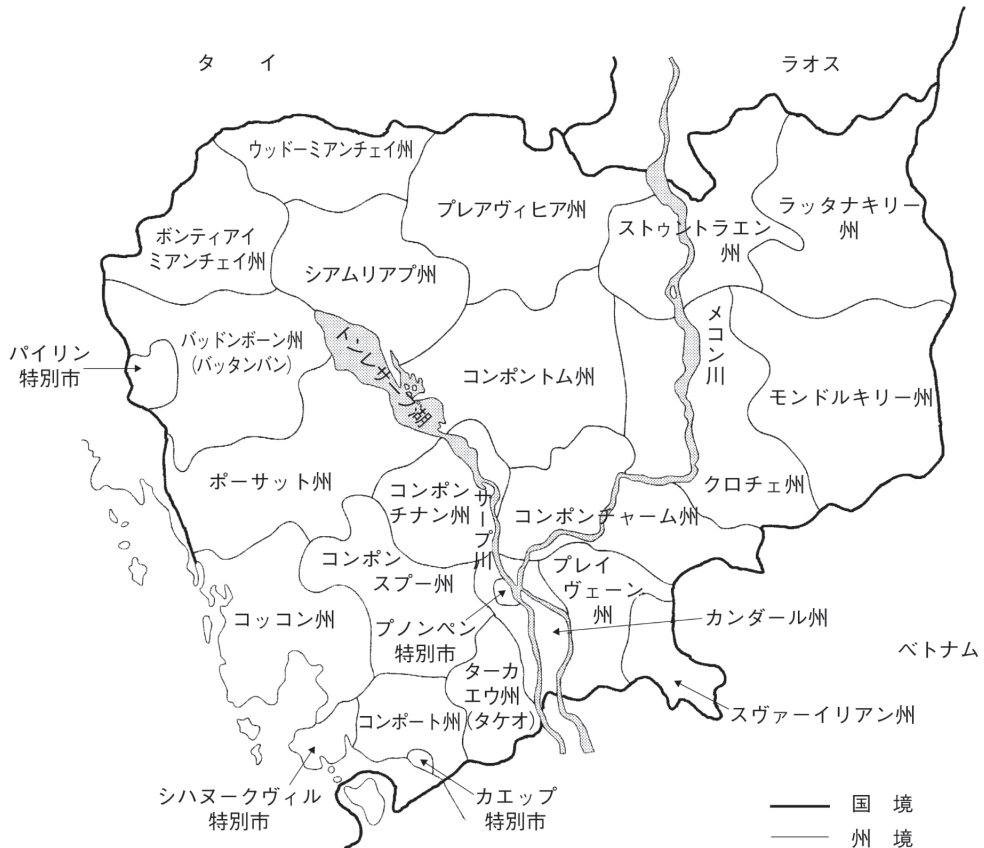 タイ
ラオス
ウッドーミアンチェイ州
プレアヴィヒア州
ラッタナキリー
州
ストゥントラエン
州
ボンティアイ
ミアンチェイ州
シアムリアプ州
メコン川
バッドンボーン州
(バッタンバン)
トンレサープ湖
パイリン
特別市
コンポントム州
モンドルキリー州
ポーサット州
コンポン
チナン州
サープ川
クロチェ州
コンポンチャーム州
コンポン
スプー州
プレイ
ヴェーン
州
コッコン州
プノンペン
特別市
カンダール州
ベトナム
ターカ
エウ州
(タケオ)
コンポート州
スヴァーイリアン州
シハヌークヴィル
特別市
カエップ
特別市
国境
州境